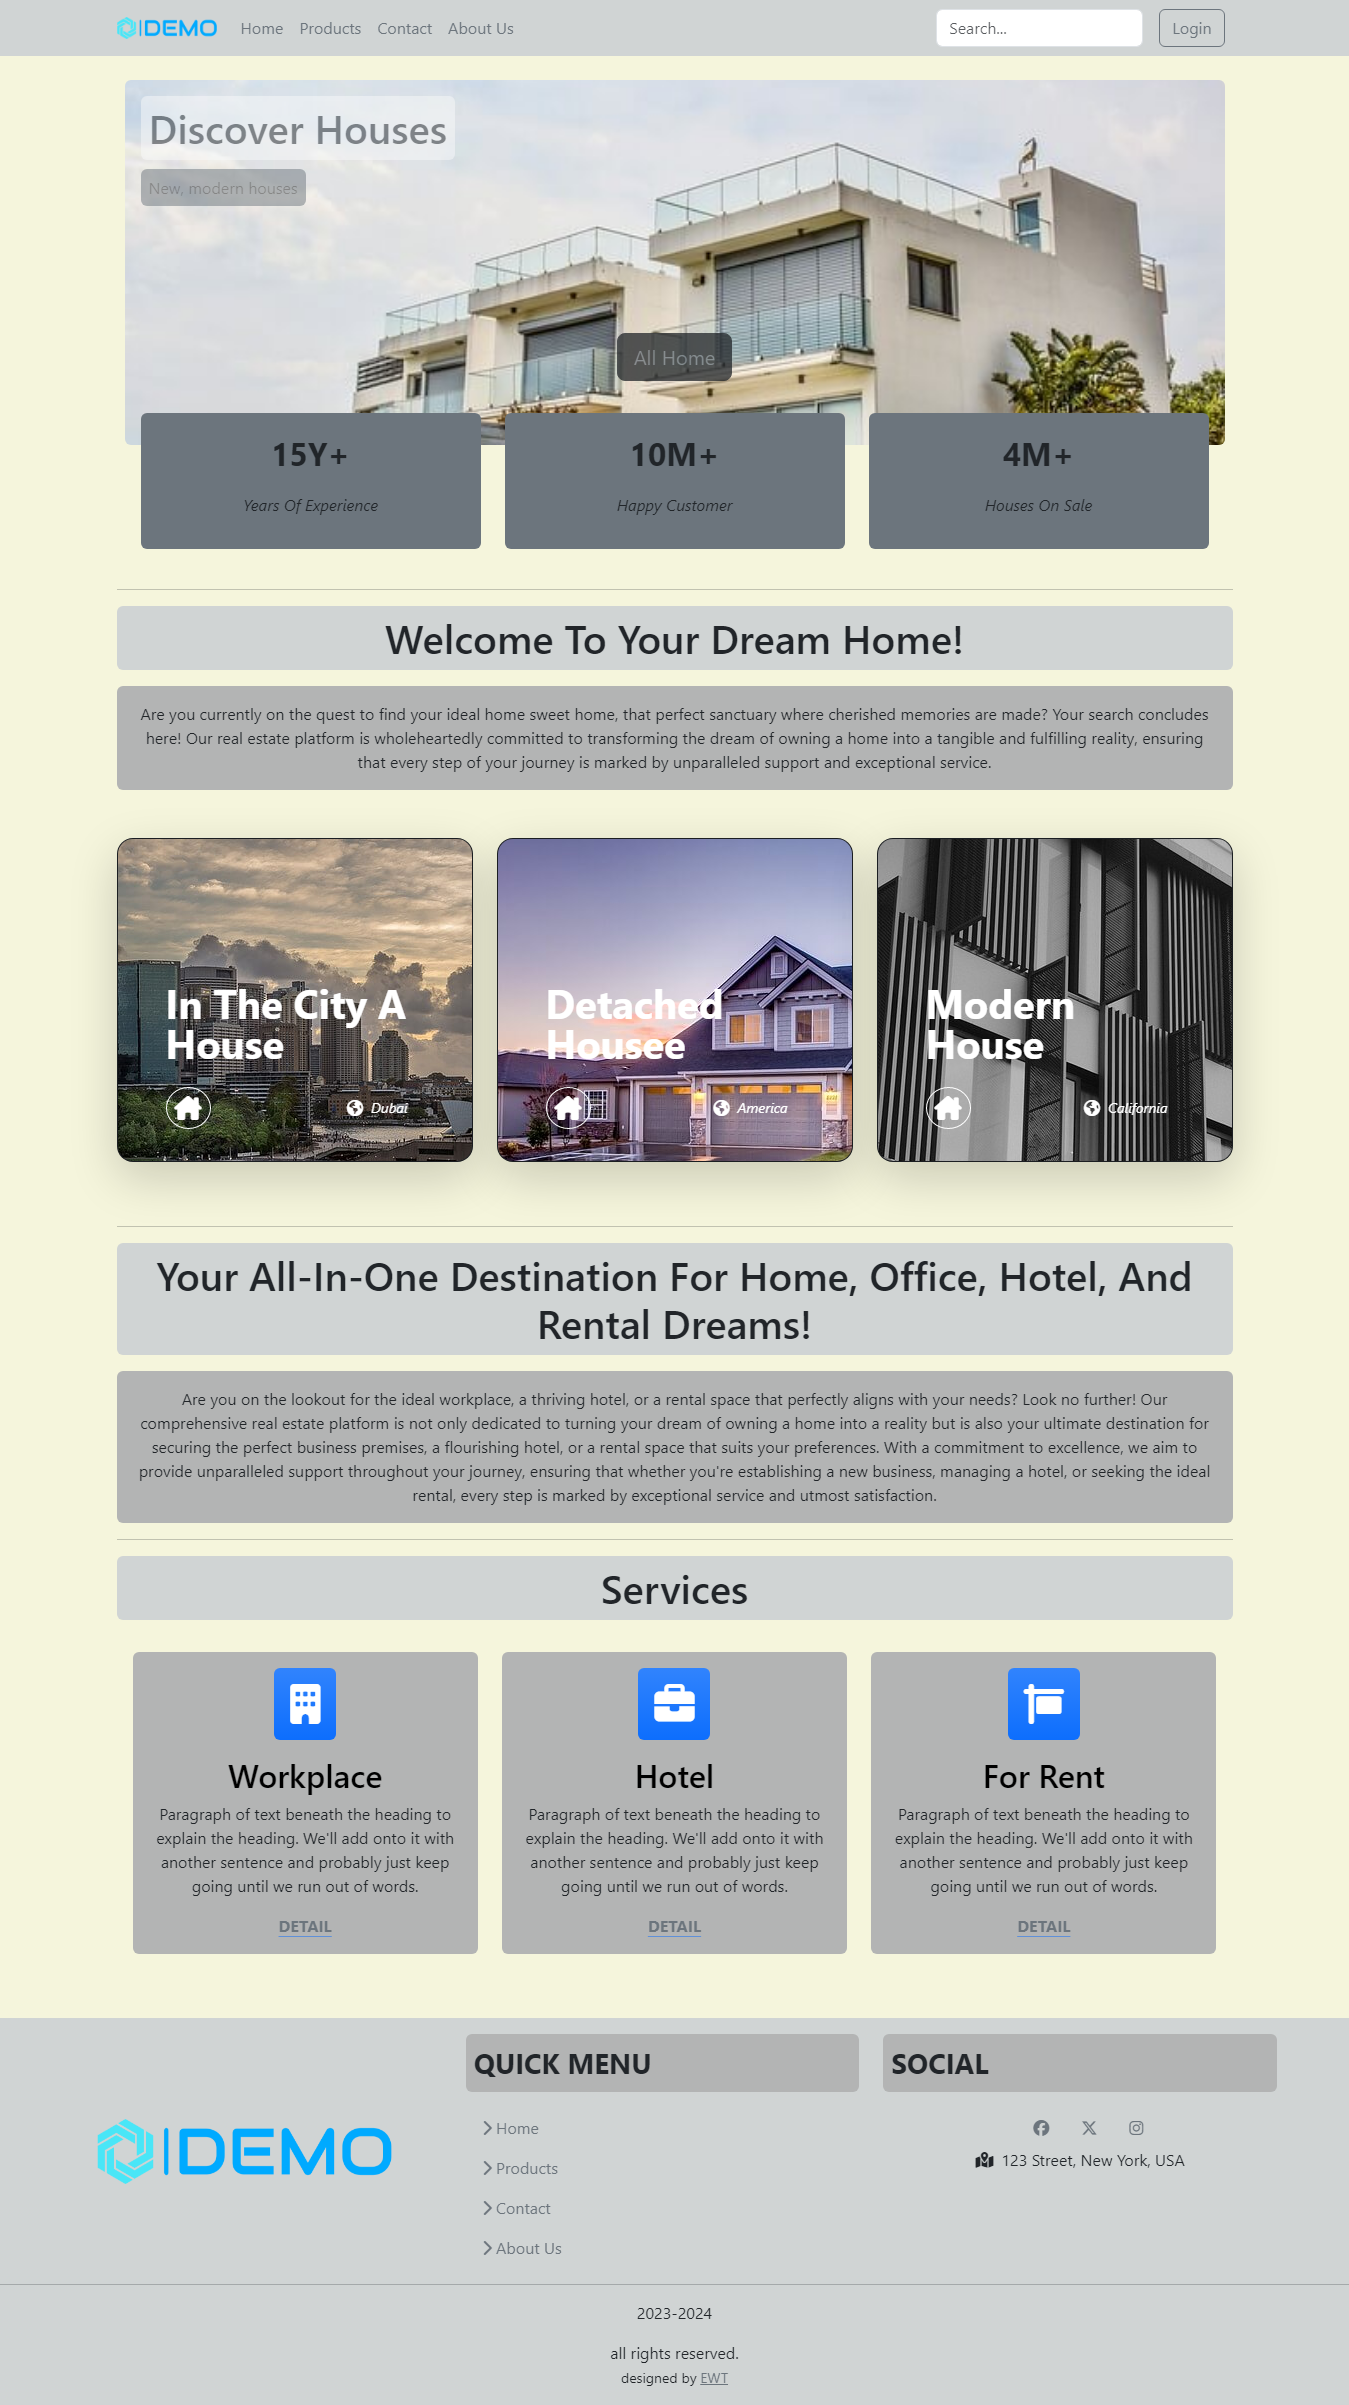 DEMO
Home
Products
Contact
About Us
Search...
Login
Discover Houses
New, modern houses
All Home
15Y+
Years Of Experience
10M+
Happy Customer
4M+
Houses On Sale
Welcome To Your Dream Home!
Are you currently on the quest to find your ideal home sweet home, that perfect sanctuary where cherished memories are made? Your search concludes
here! Our real estate platform is wholeheartedly committed to transforming the dream of owning a home into a tangible and fulfilling reality, ensuring
that every step of your journey is marked by unparalleled support and exceptional service.
In The City A
House
Dubai
Detached
Housee
America
Modern
House
California
Your All-In-One Destination For Home, Office, Hotel, And
Rental Dreams!
Are you on the lookout for the ideal workplace, a thriving hotel, or a rental space that perfectly aligns with your needs? Look no further! Our
comprehensive real estate platform is not only dedicated to turning your dream of owning a home into a reality but is also your ultimate destination for
securing the perfect business premises, a flourishing hotel, or a rental space that suits your preferences. With a commitment to excellence, we aim to
provide unparalleled support throughout your journey, ensuring that whether you're establishing a new business, managing a hotel, or seeking the ideal
rental, every step is marked by exceptional service and utmost satisfaction.
Services
Workplace
Paragraph of text beneath the heading to
explain the heading. We'll add onto it with
another sentence and probably just keep
going until we run out of words.
DETAIL
Hotel
Paragraph of text beneath the heading to
explain the heading. We'll add onto it with
another sentence and probably just keep
going until we run out of words.
DETAIL
For Rent
Paragraph of text beneath the heading to
explain the heading. We'll add onto it with
another sentence and probably just keep
going until we run out of words.
DETAIL
DEMO
QUICK MENU
Home
Products
Contact
About Us
SOCIAL
123 Street, New York, USA
2023-2024
all rights reserved.
designed by EWT